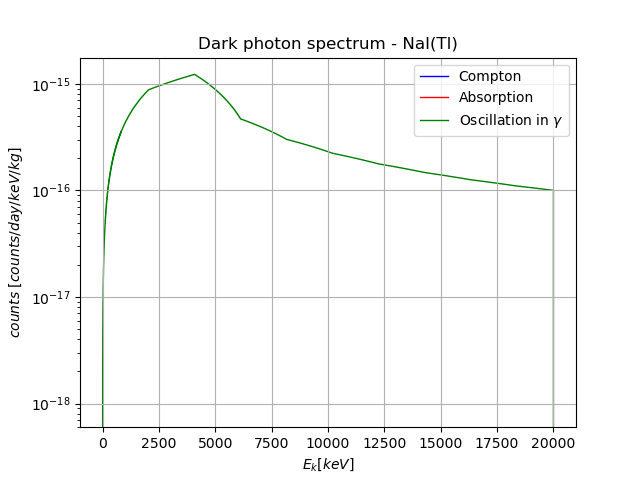 Dark photon spectrum - NaI(Tl)
Compton
Absorption
Oscillation in γ
counts [counts/day/keV/kg]
10⁻¹⁵
10⁻¹⁶
10⁻¹⁷
10⁻¹⁸
0 2500 5000 7500 10000 12500 15000 17500 20000
E_k[keV]